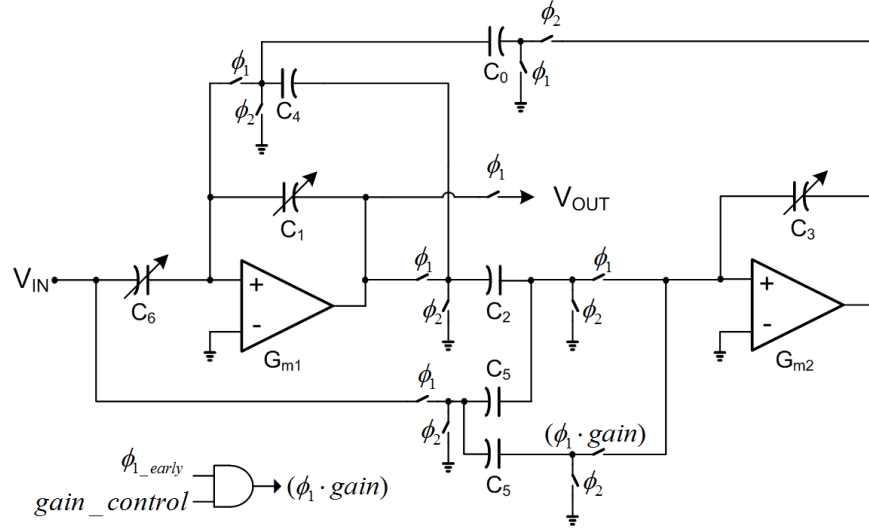 ϕ2
ϕ1
C0
ϕ1
ϕ2
C4
ϕ1
VOUT
C1
C3
VIN
C6
+
-
Gm1
ϕ1
ϕ2
C2
ϕ1
ϕ2
+
-
Gm2
ϕ1
C5
ϕ2
(ϕ1 · gain)
C5
ϕ2
ϕ1_early
gain_control
(ϕ1 · gain)